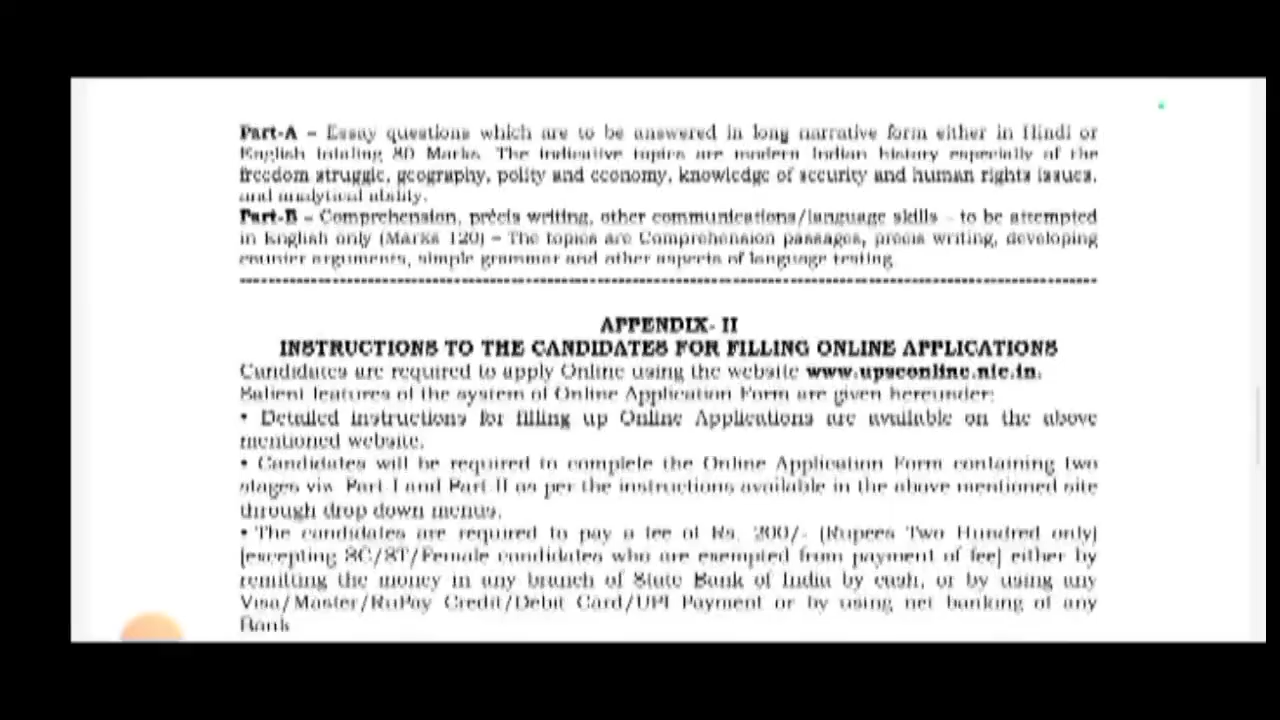 Part-A – Essay questions which are to be answered in long narrative form either in Hindi or
English totaling 80 Marks. The indicative topics are modern Indian history especially of the
freedom struggle, geography, polity and economy, knowledge of security and human rights issues,
and analytical ability.
Part-B – Comprehension, précis writing, other communications/language skills – to be attempted
in English only (Marks 120) – The topics are Comprehension passages, précis writing, developing
counter arguments, simple grammar and other aspects of language testing.
APPENDIX- II
INSTRUCTIONS TO THE CANDIDATES FOR FILLING ONLINE APPLICATIONS
Candidates are required to apply Online using the website www.upsconline.nic.in.
Salient features of the system of Online Application Form are given hereunder:
• Detailed instructions for filling up Online Applications are available on the above
mentioned website.
• Candidates will be required to complete the Online Application Form containing two
stages viz. Part I and Part II as per the instructions available in the above mentioned site
through drop down menus.
• The candidates are required to pay a fee of Rs. 200/- (Rupees Two Hundred only)
[excepting SC/ST/Female candidates who are exempted from payment of fee] either by
remitting the money in any branch of State Bank of India by cash, or by using any
Visa/Master/RuPay Credit/Debit Card/UPI Payment or by using net banking of any
Bank